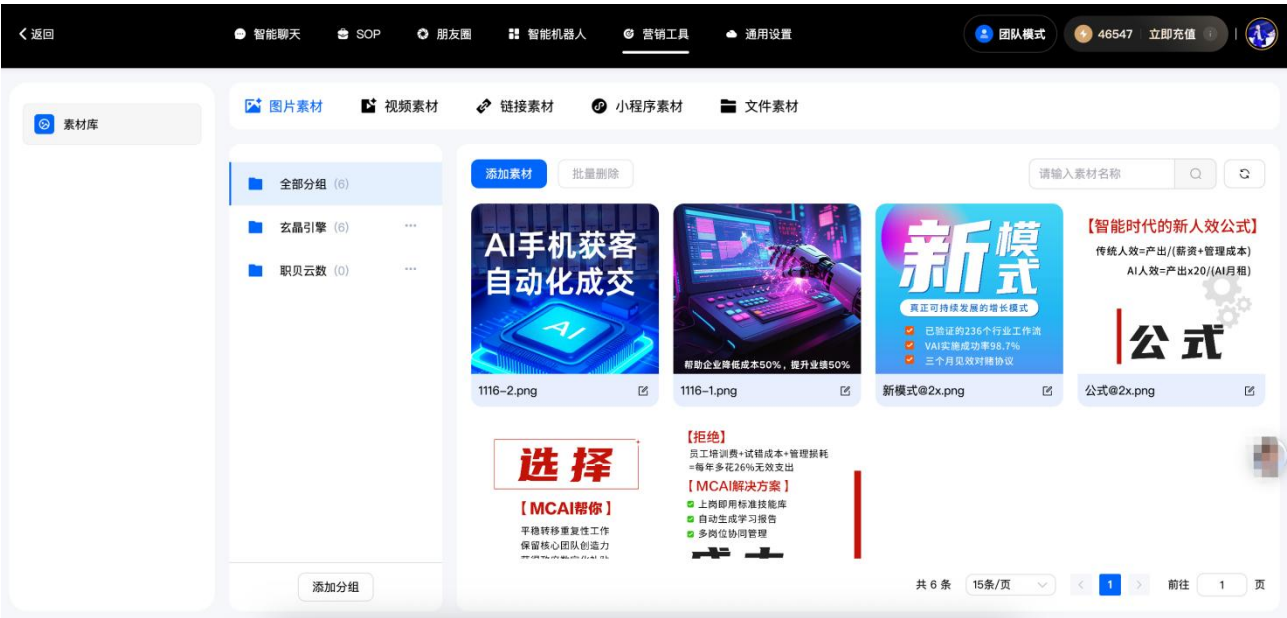 返回
智能聊天
SOP
朋友圈
智能机器人
营销工具
通用设置
团队模式
46547 立即充值
素材库
图片素材
视频素材
链接素材
小程序素材
文件素材
全部分组 (6)
玄晶引擎 (6)
职贝云数 (0)
添加分组
添加素材
批量删除
请输入素材名称
AI手机获客
自动化成交
AI
1116-2.png
帮助企业降低成本50%，提升业绩50%
1116-1.png
新模式
真正可持续发展的增长模式
已验证的236个行业工作流
VAI实施成功率98.7%
三个月见效对赌协议
新模式@2x.png
【智能时代的新人效公式】
传统人效=产出/(薪资+管理成本)
AI人效=产出x20/(AI月租)
公式
公式@2x.png
选择
【MCAI帮你】
平稳转移重复性工作
保留核心团队创造力
【拒绝】
员工培训费+试错成本+管理损耗
=每年多花26%无效支出
【MCAI解决方案】
上岗即用标准技能库
自动生成学习报告
多岗位协同管理
共 6 条
15条/页
1
前往 1 页